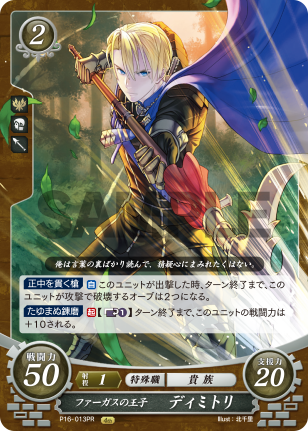 2
SAMPLE
俺は言葉の裏ばかり読んで、猜疑心にまみれたくはない。
正中を貫く槍 自 このユニットが出撃した時、ターン終了まで、この
ユニットが攻撃で破壊するオーブは2つになる。
たゆまぬ錬磨 起 【1】ターン終了まで、このユニットの戦闘力は
+10される。
戦闘力
50
射程 1 特殊職 貴族
支援力
20
ファーガスの王子 ディミトリ
P16-013PR
Illust:北千里